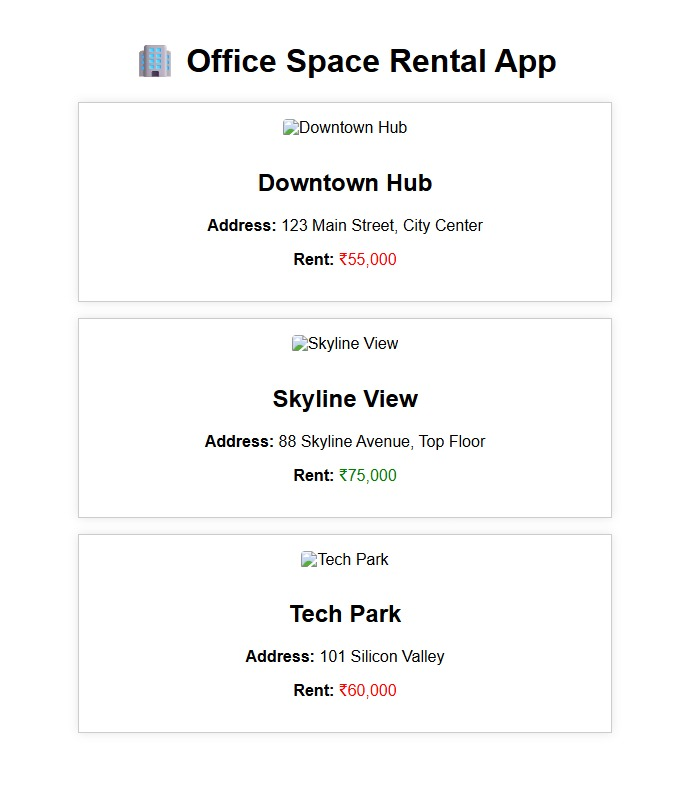 🏢 Office Space Rental App
Downtown Hub
Downtown Hub
Address: 123 Main Street, City Center
Rent: ₹55,000
Skyline View
Skyline View
Address: 88 Skyline Avenue, Top Floor
Rent: ₹75,000
Tech Park
Tech Park
Address: 101 Silicon Valley
Rent: ₹60,000